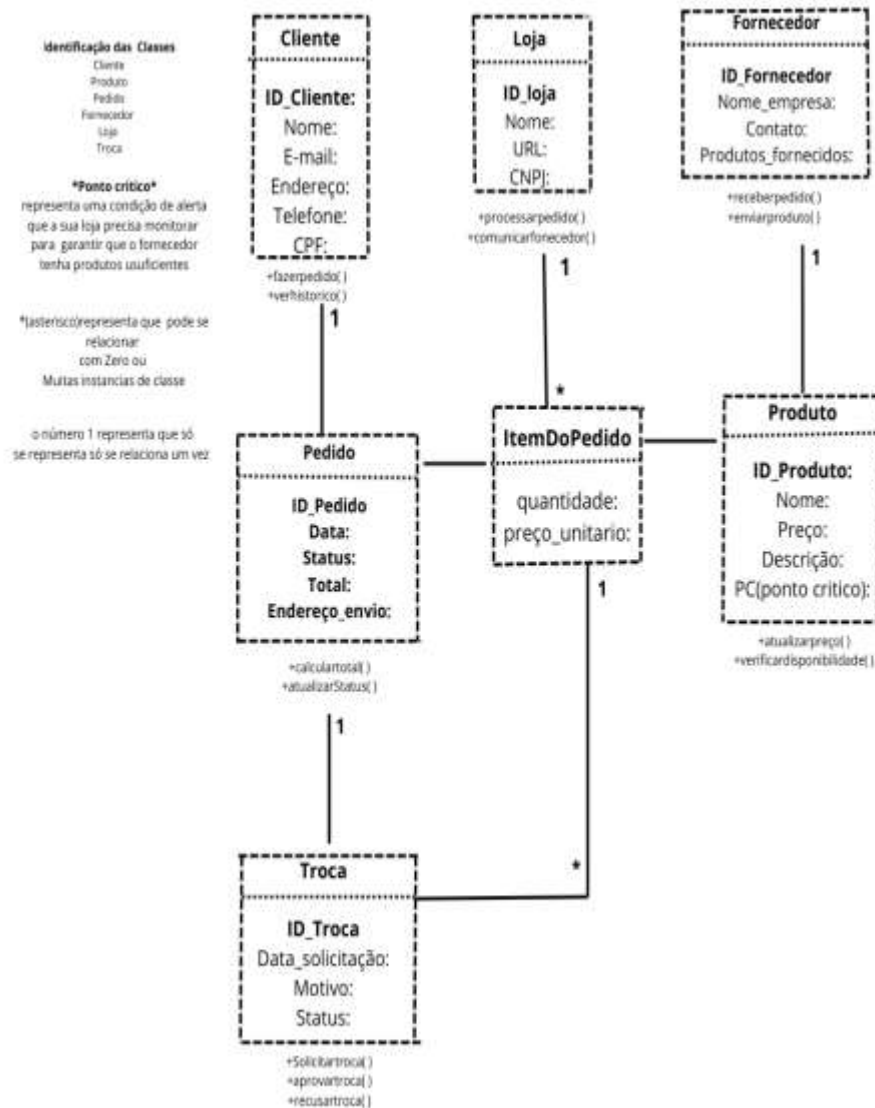 Identificação das Classes
Cliente
Produto
Pedido
Fornecedor
Loja
Troca
*Ponto critico*
representa uma condição de alerta
que a sua loja precisa monitorar
para garantir que o fornecedor
tenha produtos usuficientes
*(asterisco)representa que pode se
relacionar
com Zero ou
Muitas instancias de classe
o número 1 representa que só
se representa só se relaciona um vez
Cliente
ID_Cliente:
Nome:
E-mail:
Endereço:
Telefone:
CPF:
+fazerpedido( )
+verhistorico( )
1
Loja
ID_loja
Nome:
URL:
CNPJ:
+processarpedido( )
+comunicarfonecedor( )
1
*
Fornecedor
ID_Fornecedor
Nome_empresa:
Contato:
Produtos_fornecidos:
+receberpedido( )
+enviarproduto( )
1
Pedido
ID_Pedido
Data:
Status:
Total:
Endereço_envio:
+calculartotal( )
+atualizarStatus( )
1
ItemDoPedido
quantidade:
preço_unitario:
1
*
Produto
ID_Produto:
Nome:
Preço:
Descrição:
PC(ponto critico):
+atualizarpreço( )
+verificardisponibilidade( )
Troca
ID_Troca
Data_solicitação:
Motivo:
Status:
+Solicitartroca( )
+aprovartroca( )
+recusartroca( )